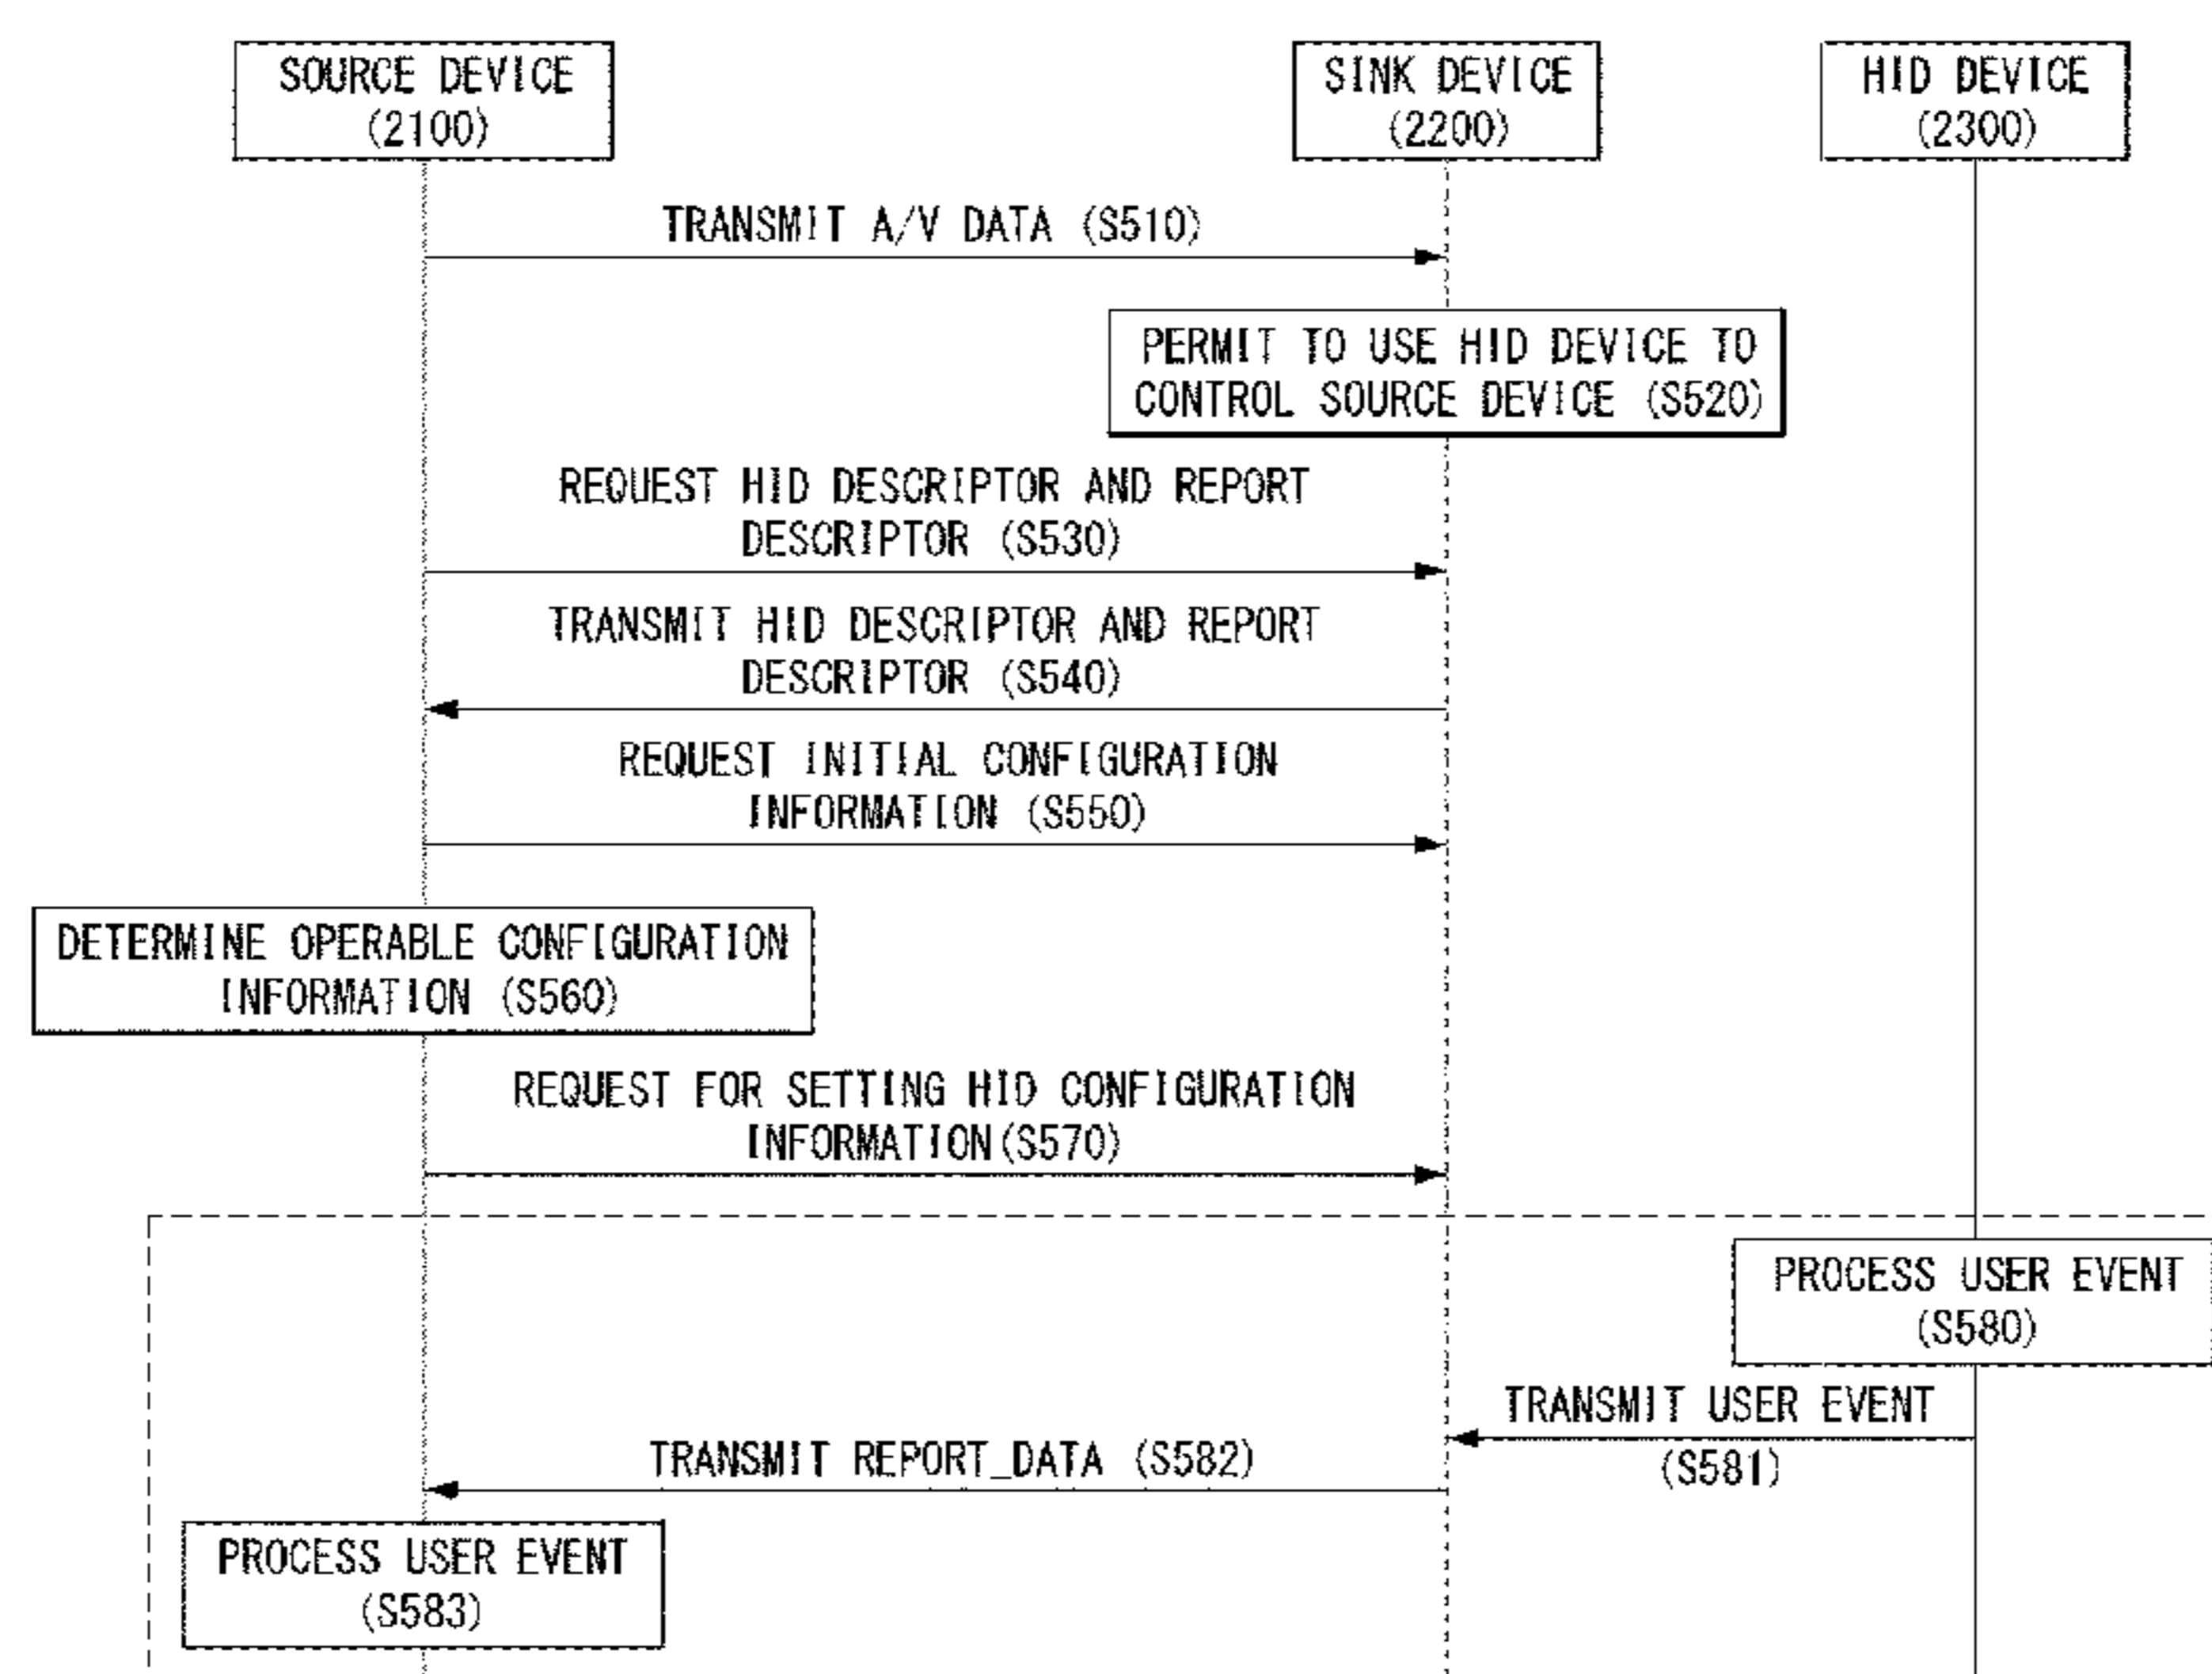 SOURCE DEVICE
(2100)
SINK DEVICE
(2200)
HID DEVICE
(2300)
TRANSMIT A/V DATA (S510)
PERMIT TO USE HID DEVICE TO
CONTROL SOURCE DEVICE (S520)
REQUEST HID DESCRIPTOR AND REPORT
DESCRIPTOR (S530)
TRANSMIT HID DESCRIPTOR AND REPORT
DESCRIPTOR (S540)
REQUEST INITIAL CONFIGURATION
INFORMATION (S550)
DETERMINE OPERABLE CONFIGURATION
INFORMATION (S560)
REQUEST FOR SETTING HID CONFIGURATION
INFORMATION(S570)
PROCESS USER EVENT
(S580)
TRANSMIT USER EVENT
(S581)
TRANSMIT REPORT_DATA (S582)
PROCESS USER EVENT
(S583)